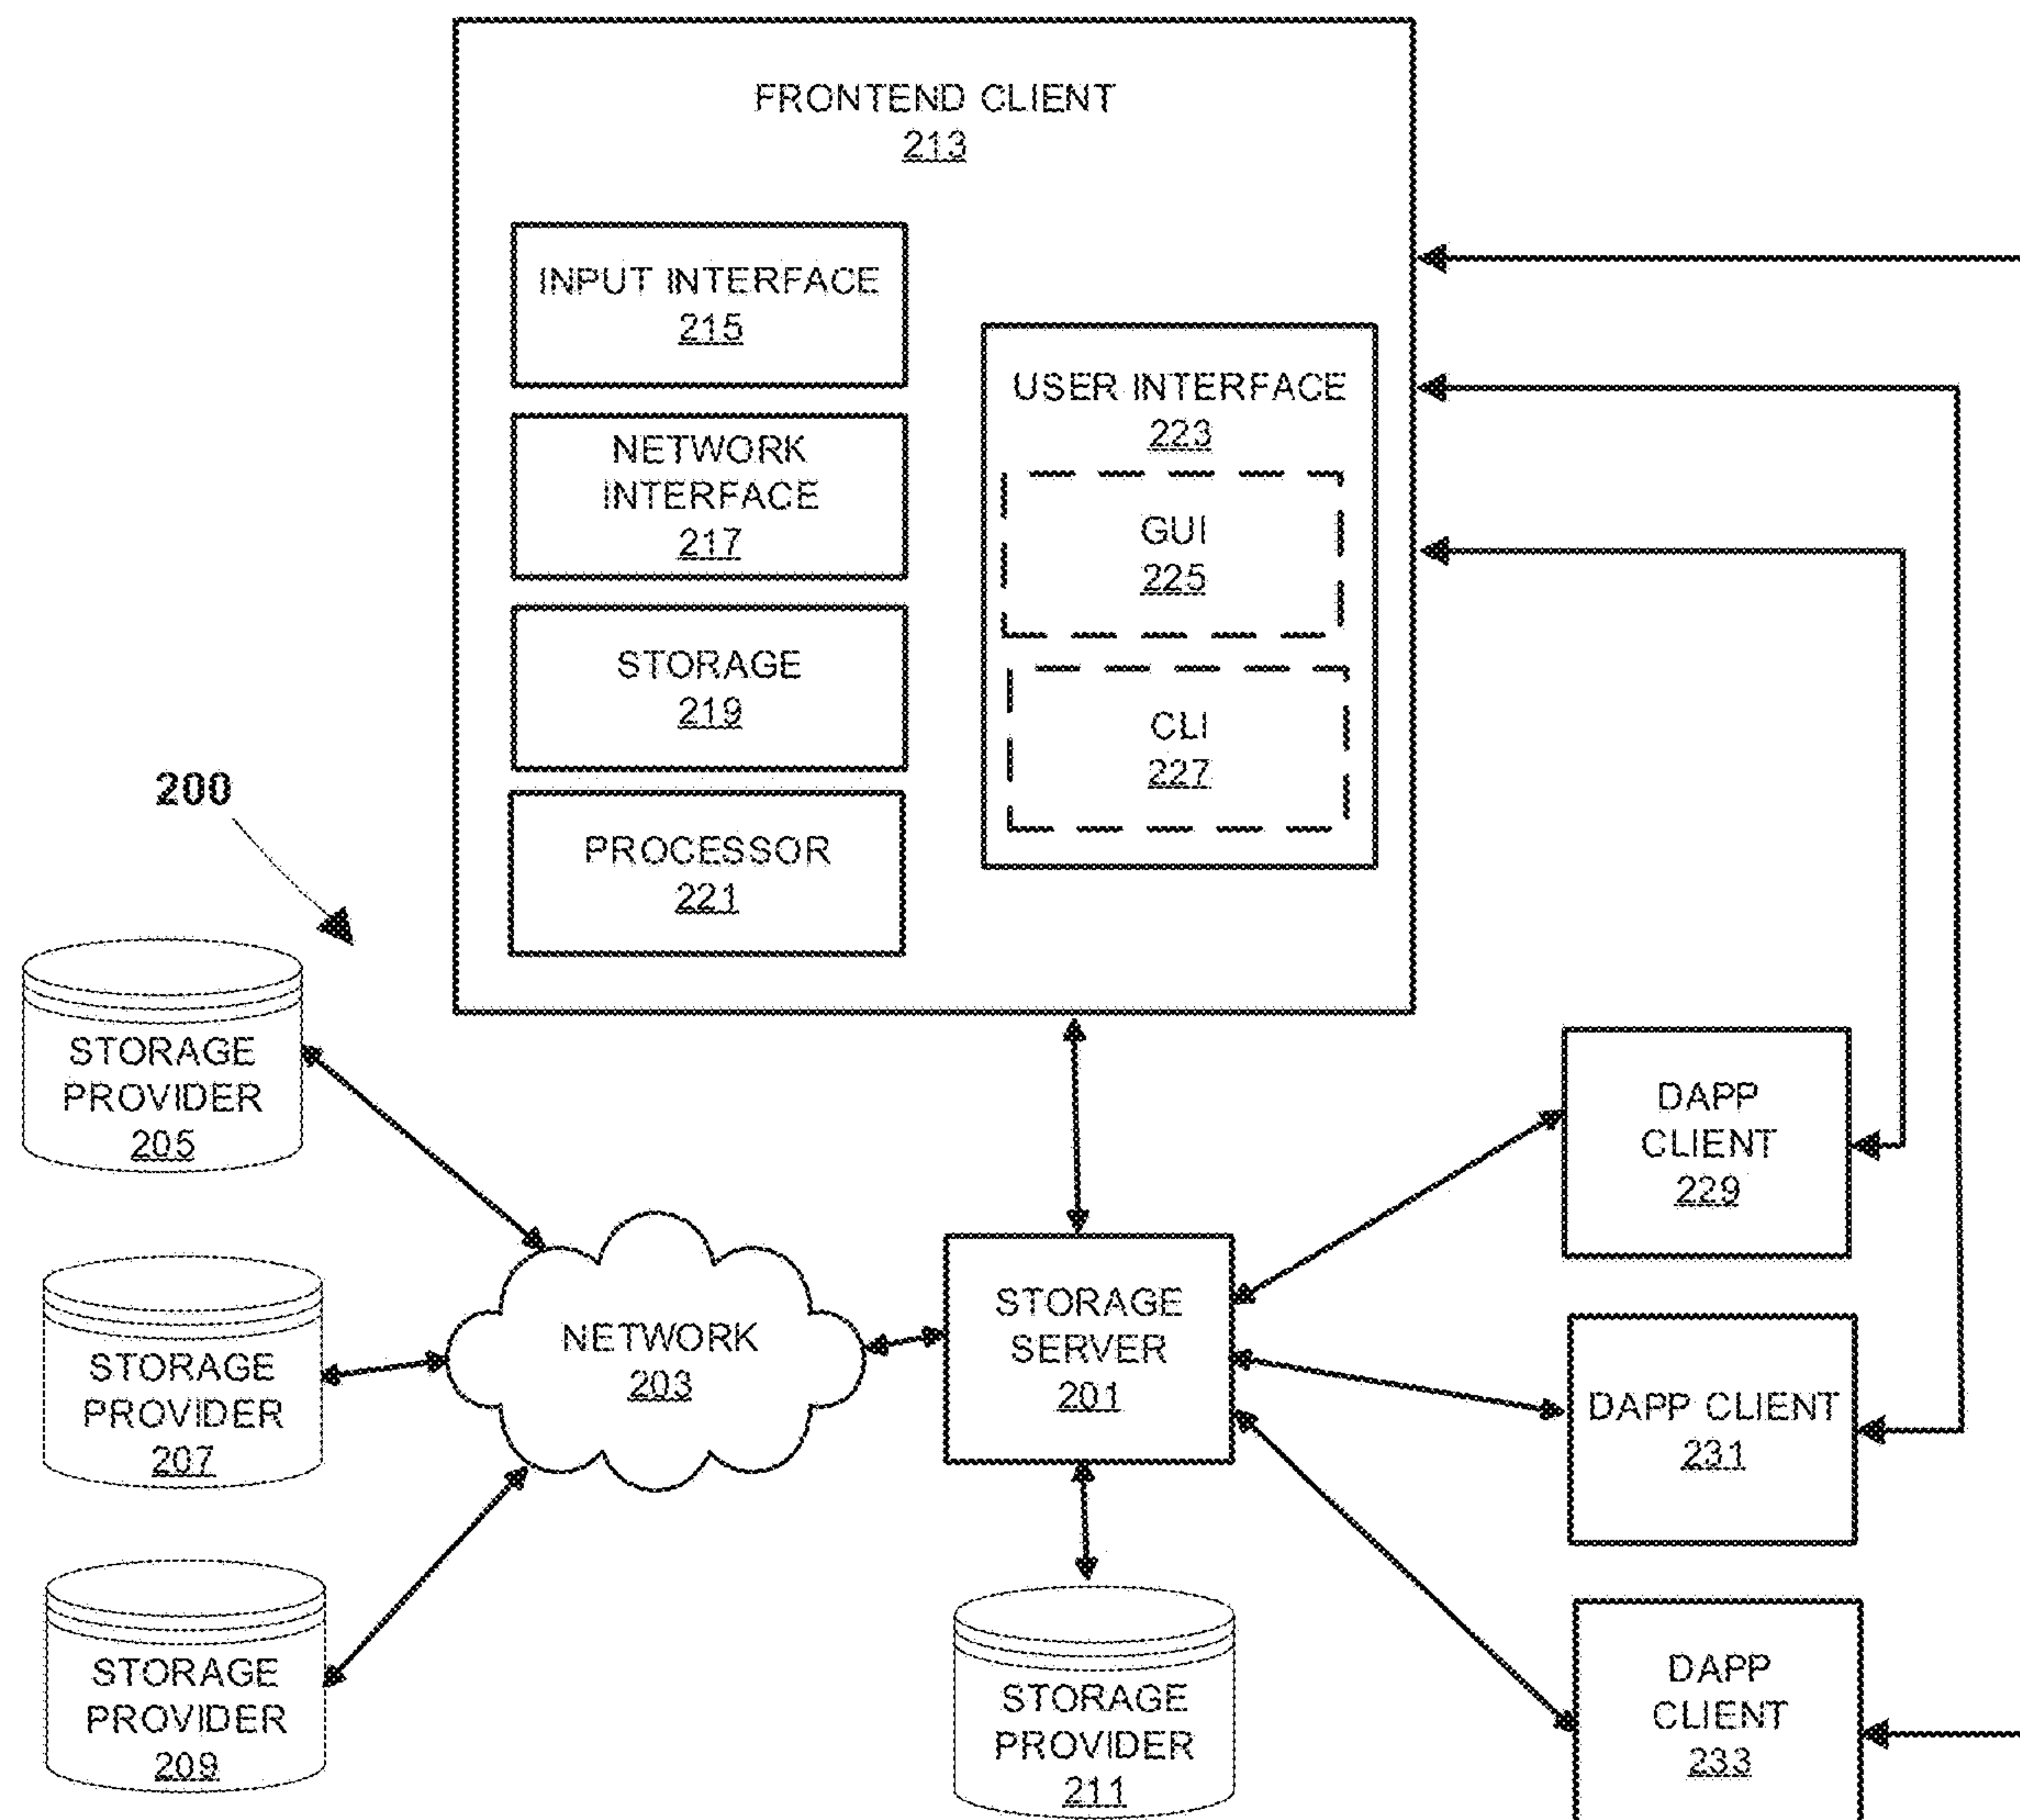 FRONTEND CLIENT
213
INPUT INTERFACE
215
NETWORK
INTERFACE
217
STORAGE
219
PROCESSOR
221
USER INTERFACE
223
GUI
225
CLI
227
200
STORAGE
PROVIDER
205
STORAGE
PROVIDER
207
STORAGE
PROVIDER
209
NETWORK
203
STORAGE
SERVER
201
STORAGE
PROVIDER
211
DAPP
CLIENT
229
DAPP CLIENT
231
DAPP
CLIENT
233